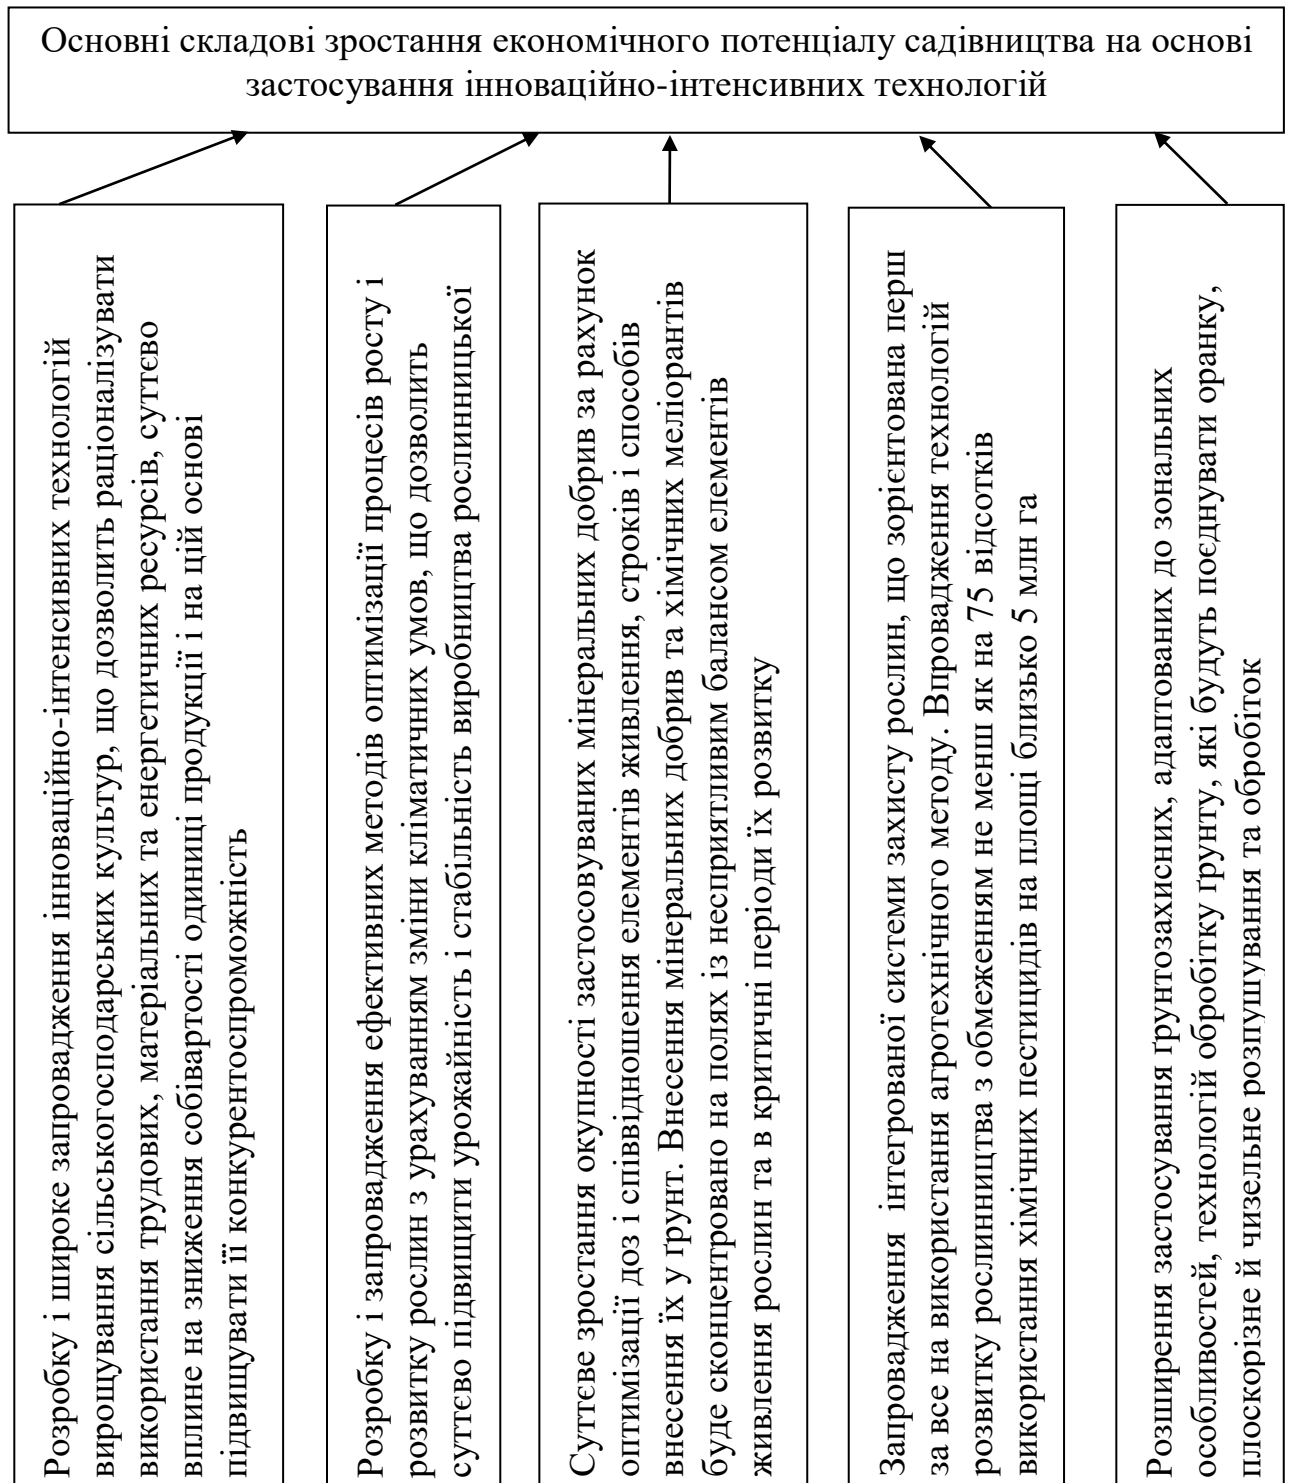 Основні складові зростання економічного потенціалу садівництва на основі
застосування інноваційно-інтенсивних технологій
Розробку і широке запровадження інноваційно-інтенсивних технологій
вирощування сільськогосподарських культур, що дозволить раціоналізувати
використання трудових, матеріальних та енергетичних ресурсів, суттєво
вплине на зниження собівартості одиниці продукції і на цій основі
підвищувати її конкурентоспроможність
Розробку і запровадження ефективних методів оптимізації процесів росту і
розвитку рослин з урахуванням зміни кліматичних умов, що дозволить
суттєво підвищити урожайність і стабільність виробництва рослинницької
Суттєве зростання окупності застосовуваних мінеральних добрив за рахунок
оптимізації доз і співвідношення елементів живлення, строків і способів
внесення їх у ґрунт. Внесення мінеральних добрив та хімічних меліорантів
буде сконцентровано на полях із несприятливим балансом елементів
живлення рослин та в критичні періоди їх розвитку
Запровадження інтегрованої системи захисту рослин, що зорієнтована перш
за все на використання агротехнічного методу. Впровадження технологій
розвитку рослинництва з обмеженням не менш як на 75 відсотків
використання хімічних пестицидів на площі близько 5 млн га
Розширення застосування ґрунтозахисних, адаптованих до зональних
особливостей, технологій обробітку ґрунту, які будуть поєднувати оранку,
плоскорізне й чизельне розпушування та обробіток